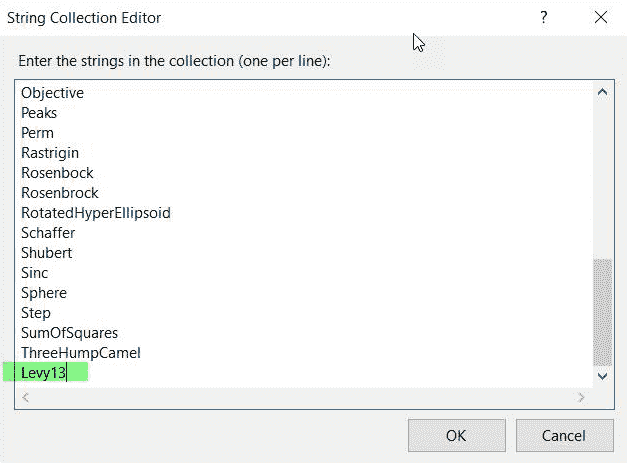 String Collection Editor
?
Enter the strings in the collection (one per line):
Objective
Peaks
Perm
Rastrigin
Rosenbock
Rosenbrock
RotatedHyperEllipsoid
Schaffer
Shubert
Sinc
Sphere
Step
SumOfSquares
ThreeHumpCamel
Levy13
OK Cancel